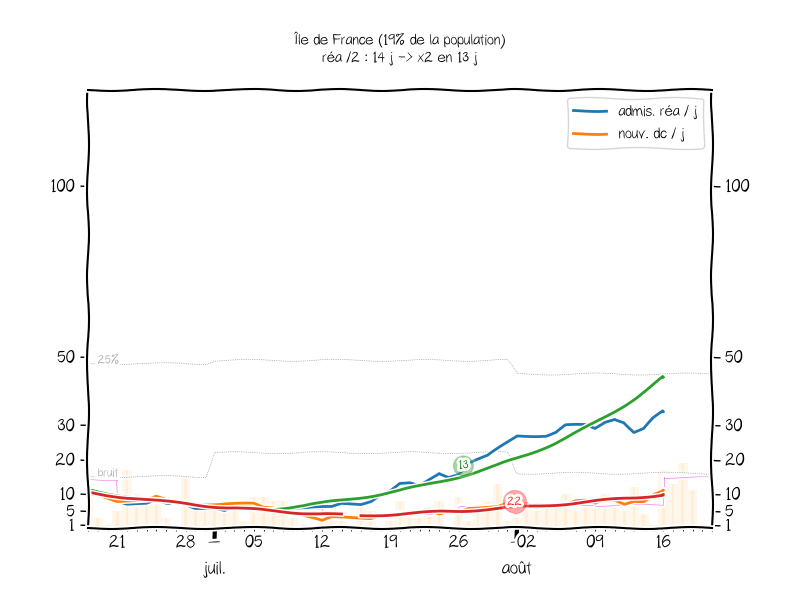 Île de France (19% de la population)
réa /2 : 14 j -> x2 en 13 j
admis. réa / j
nouv. dc / j
100
100
50
50
25%
30
30
20
20
bruit
13
10
10
22
5
5
1
1
21 28 05 12 19 26 02 09 16
juil. août